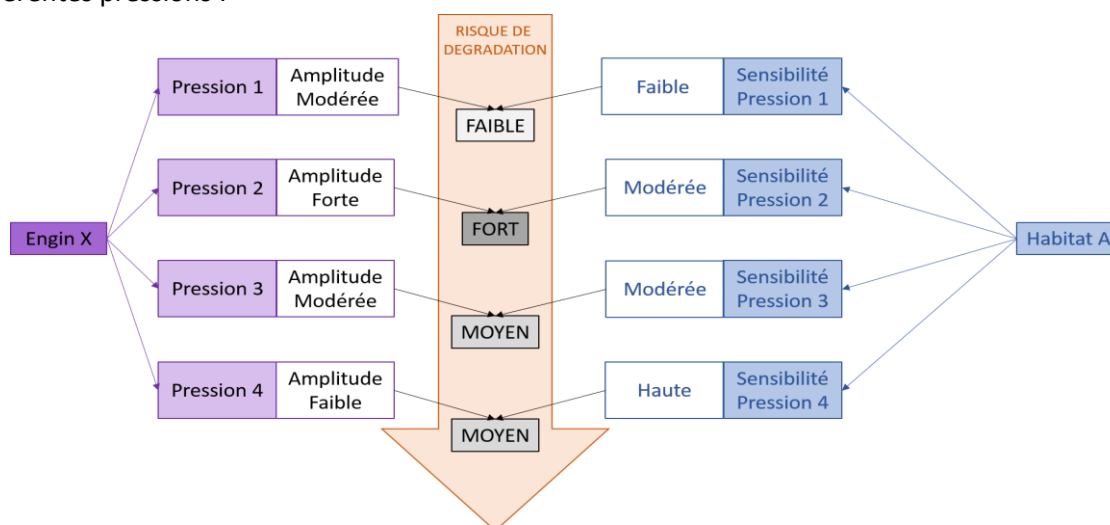 érentes pressions :
RISQUE DE
DEGRADATION
Pression 1
Amplitude
Modérée
Faible
Sensibilité
Pression 1
FAIBLE
Pression 2
Amplitude
Forte
Modérée
Sensibilité
Pression 2
FORT
Engin X
Habitat A
Pression 3
Amplitude
Modérée
Modérée
Sensibilité
Pression 3
MOYEN
Pression 4
Amplitude
Faible
Haute
Sensibilité
Pression 4
MOYEN